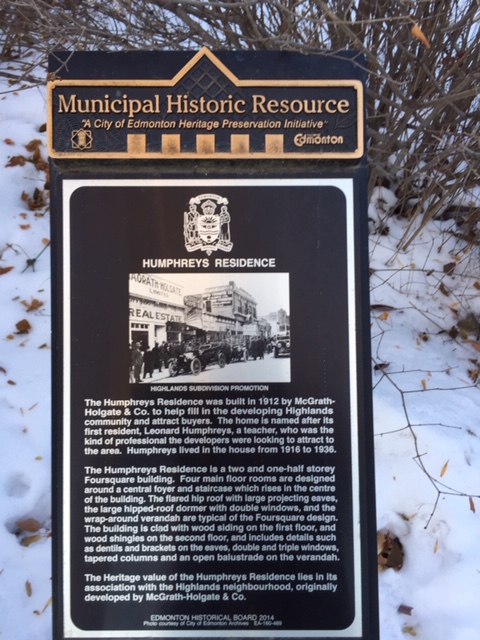 Municipal Historic Resource
"A City of Edmonton Heritage Preservation Initiative"
Edmonton
HUMPHREYS RESIDENCE
McGRATH HOLGATE
LIMITED
REAL ESTATE
HIGHLANDS SUBDIVISION PROMOTION
The Humphreys Residence was built in 1912 by McGrath-
Holgate & Co. to help fill in the developing Highlands
community and attract buyers. The home is named after its
first resident, Leonard Humphreys, a teacher, who was the
kind of professional the developers were looking to attract to
the area. Humphreys lived in the house from 1916 to 1936.
The Humphreys Residence is a two and one-half storey
Foursquare building. Four main floor rooms are designed
around a central foyer and staircase which rises in the centre
of the building. The flared hip roof with large projecting eaves,
the large hipped-roof dormer with double windows, and the
wrap-around verandah are typical of the Foursquare design.
The building is clad with wood siding on the first floor, and
wood shingles on the second floor, and includes details such
as dentils and brackets on the eaves, double and triple windows,
tapered columns and an open balustrade on the verandah.
The Heritage value of the Humphreys Residence lies in its
association with the Highlands neighbourhood, originally
developed by McGrath-Holgate & Co.
EDMONTON HISTORICAL BOARD 2014
Photo courtesy of City of Edmonton Archives EA-160-489